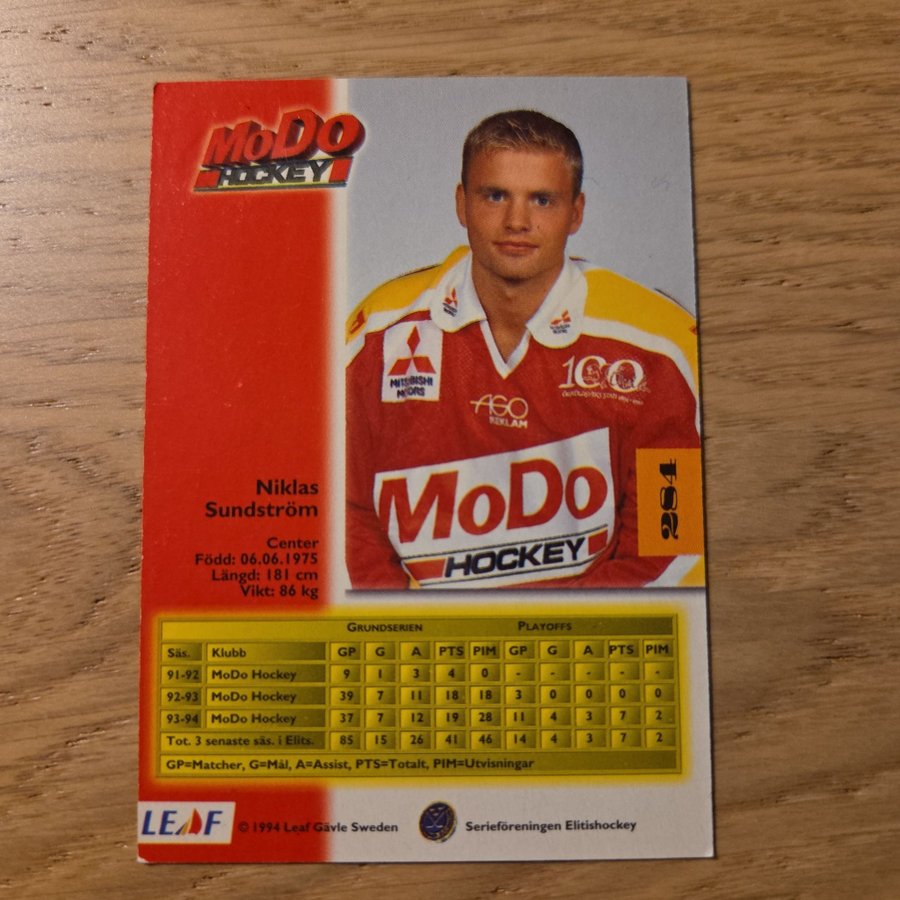 MoDo
HOCKEY
MITSUBISHI
MOTORS
100
AGO
REKLAM
MoDo
HOCKEY
284
Niklas
Sundström
Center
Född: 06.06.1975
Längd: 181 cm
Vikt: 86 kg
GRUNDSERIEN PLAYOFFS
Säs. Klubb GP G A PTS PIM GP G A PTS PIM
91-92 MoDo Hockey 9 1 3 4 0 - - - - -
92-93 MoDo Hockey 39 7 11 18 18 3 0 0 0 0
93-94 MoDo Hockey 37 7 12 19 28 11 4 3 7 2
Tot. 3 senaste säs. i Elits. 85 15 26 41 46 14 4 3 7 2
GP=Matcher, G=Mål, A=Assist, PTS=Totalt, PIM=Utvisningar
LEAF © 1994 Leaf Gävle Sweden Serieföreningen Elitishockey